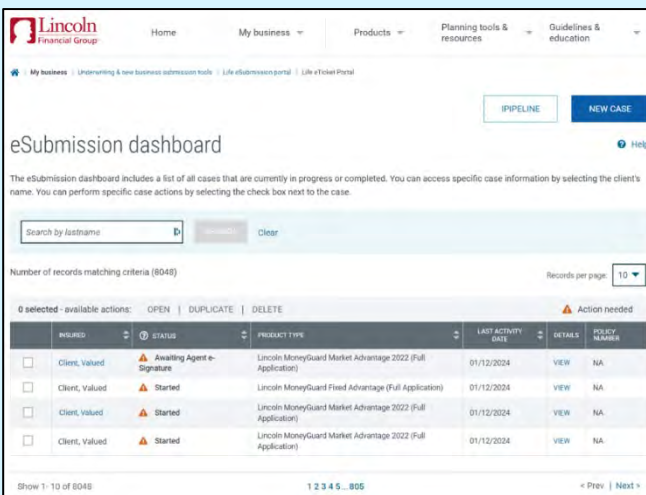 Lincoln
Financial Group
Home
My business
Products
Planning tools &
resources
Guidelines &
education
My business | Underwriting & new business submission tools | Life eSubmission portal | Life eTicket Portal
IPIPELINE
NEW CASE
eSubmission dashboard
Help
The eSubmission dashboard includes a list of all cases that are currently in progress or completed. You can access specific case information by selecting the client's
name. You can perform specific case actions by selecting the check box next to the case.
Search by lastname
Clear
Number of records matching criteria (8048)
Records per page: 10
0 selected - available actions: OPEN | DUPLICATE | DELETE
Action needed
INSURED STATUS PRODUCT TYPE LAST ACTIVITY DATE DETAILS POLICY NUMBER
Client, Valued Awaiting Agent e-Signature Lincoln MoneyGuard Market Advantage 2022 (Full Application) 01/12/2024 VIEW NA
Client, Valued Started Lincoln MoneyGuard Fixed Advantage (Full Application) 01/12/2024 VIEW NA
Client, Valued Started Lincoln MoneyGuard Market Advantage 2022 (Full Application) 01/12/2024 VIEW NA
Client, Valued Started Lincoln MoneyGuard Market Advantage 2022 (Full Application) 01/12/2024 VIEW NA
Show 1- 10 of 8048
1 2 3 4 5...805
< Prev | Next >